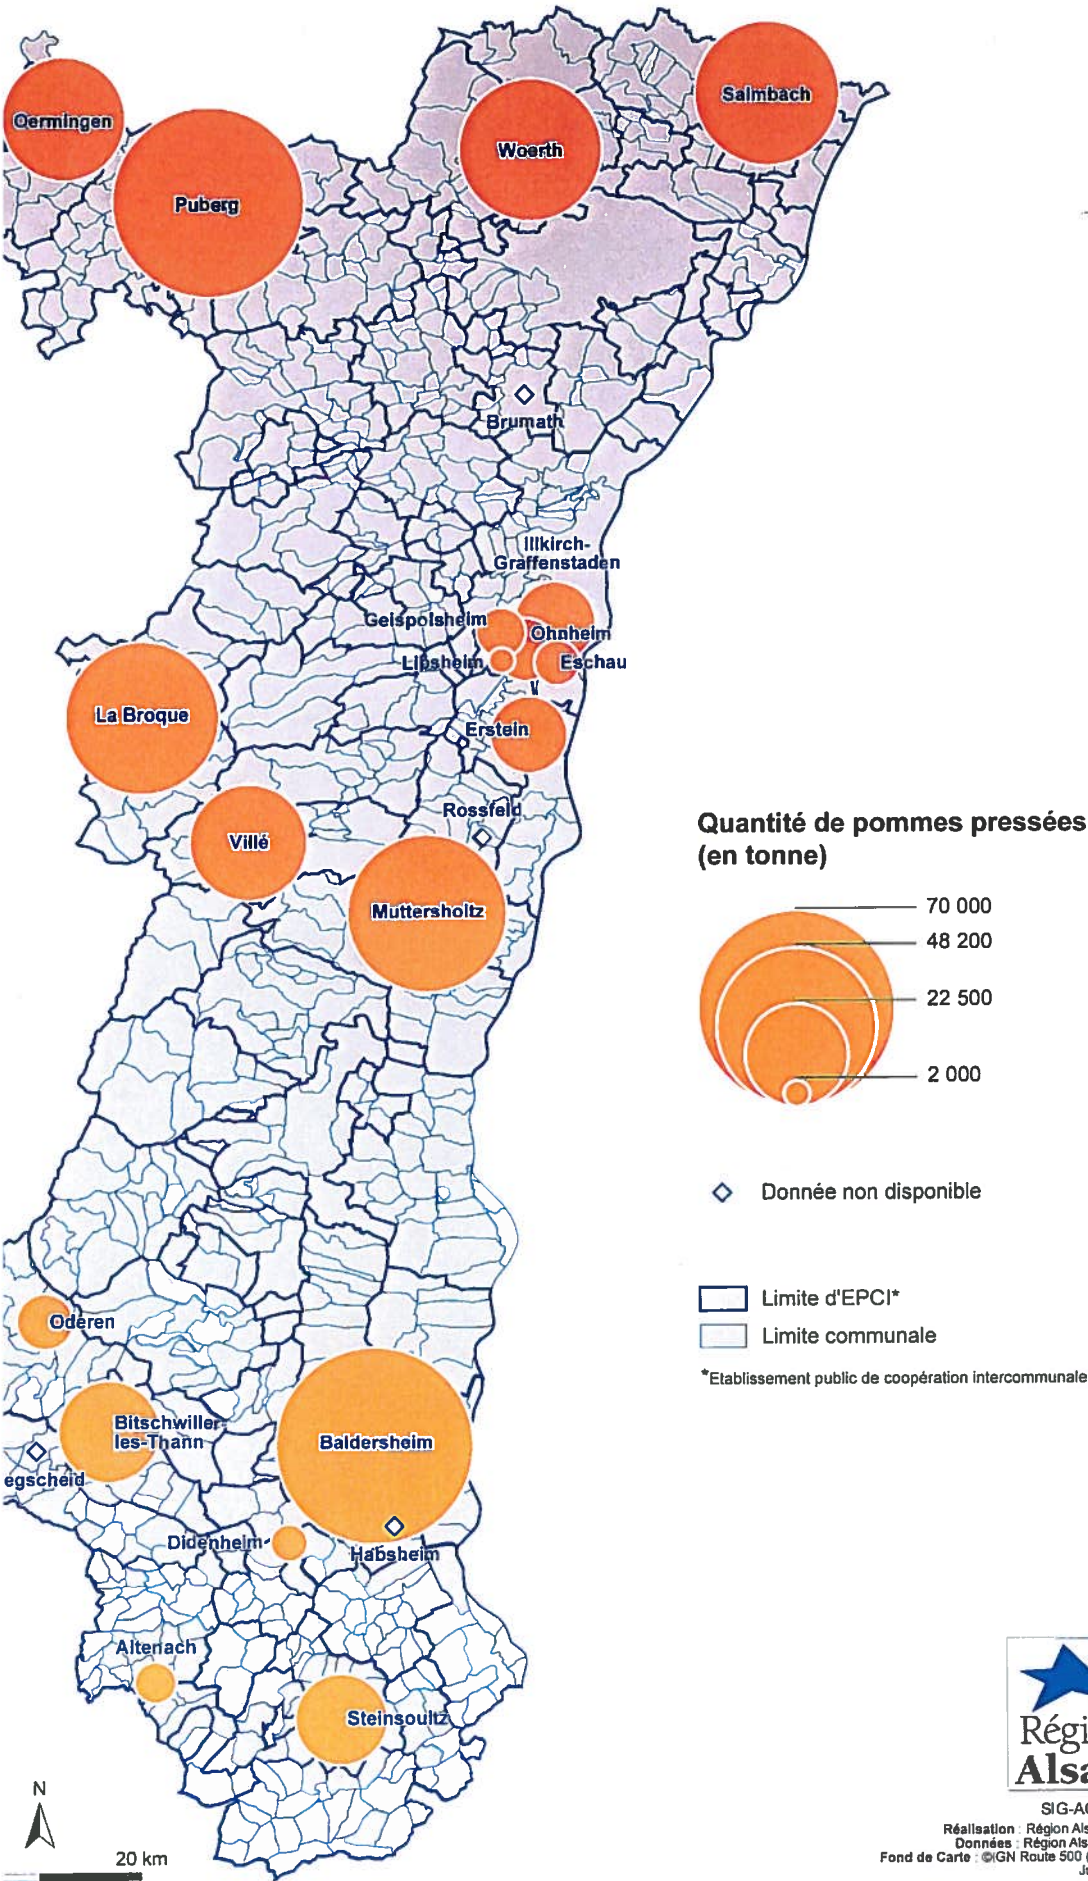 Oermingen
Puberg
Woerth
Salmbach
Brumath
Illkirch-
Graffenstaden
Geispolsheim
Ohnheim
Lipsheim
Eschau
La Broque
Erstein
Rossfeld
Villé
Muttersholtz
Quantité de pommes pressées
(en tonne)
70 000
48 200
22 500
2 000
Donnée non disponible
Limite d'EPCI*
Limite communale
*Etablissement public de coopération intercommunale
Oderen
Bitschwiller-
les-Thann
Baldersheim
egscheid
Didenheim
Habsheim
Altenach
Steinsoultz
N
20 km
Régi
Alsa
SIG-A
Réalisation : Région Als
Données : Région Als
Fond de Carte : ©IGN Route 500